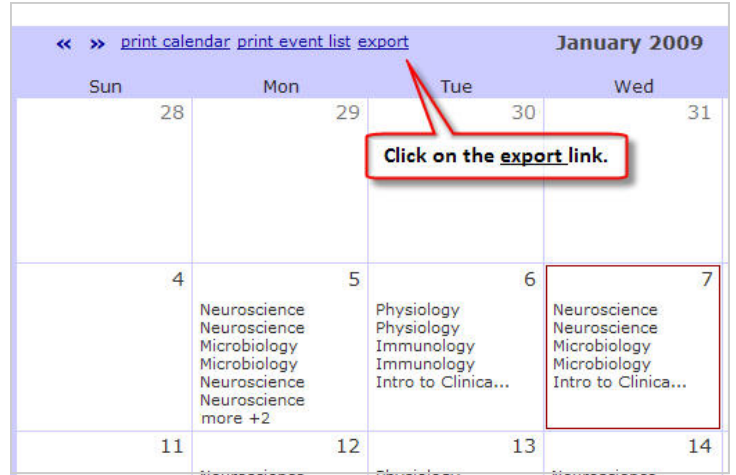 « » print calendar print event list export January 2009
Sun Mon Tue Wed
28 29 30 31
Click on the export link.
4 5 6 7
Neuroscience Physiology Neuroscience
Neuroscience Physiology Neuroscience
Microbiology Immunology Microbiology
Microbiology Immunology Microbiology
Neuroscience Intro to Clinica... Intro to Clinica...
Neuroscience
more +2
11 12 13 14